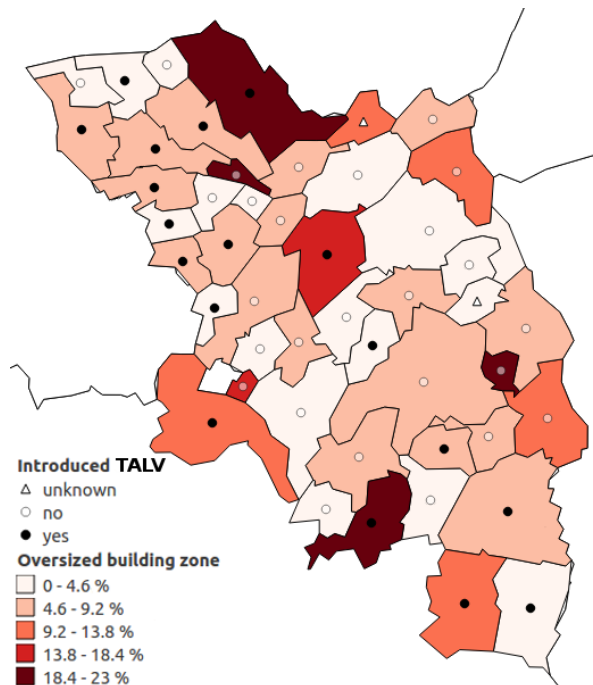 Introduced TALV
unknown
no
yes
Oversized building zone
0 - 4.6 %
4.6 - 9.2 %
9.2 - 13.8 %
13.8 - 18.4 %
18.4 - 23 %